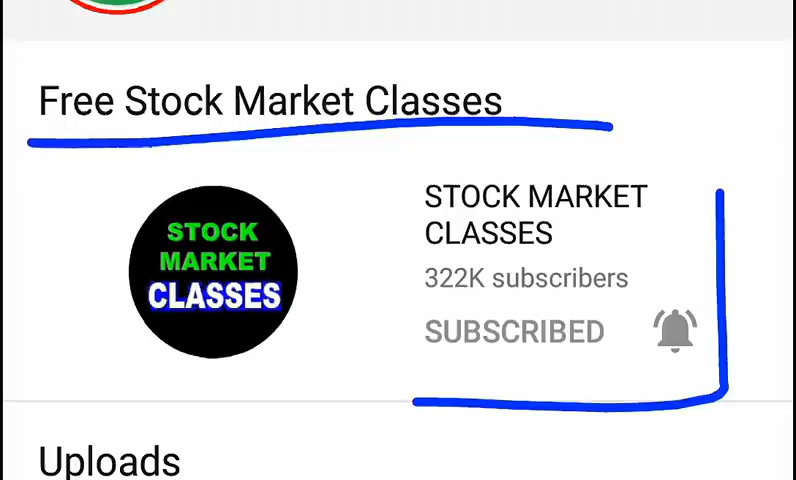 Free Stock Market Classes
STOCK
MARKET
CLASSES
STOCK MARKET
CLASSES
322K subscribers
SUBSCRIBED
Uploads